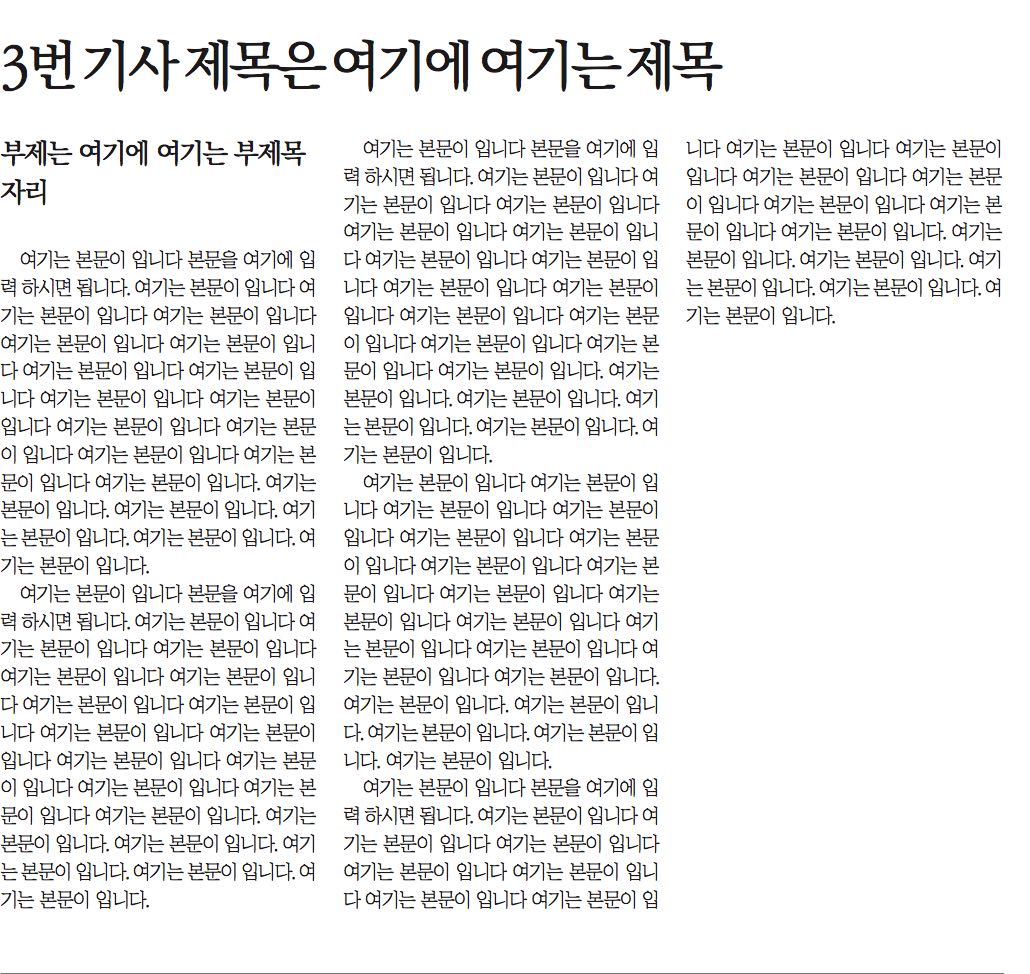 3번 기사 제목은 여기에 여기는 제목
부제는 여기에 여기는 부제목
자리
여기는 본문이 입니다 본문을 여기에 입
력 하시면 됩니다. 여기는 본문이 입니다 여
기는 본문이 입니다 여기는 본문이 입니다
여기는 본문이 입니다 여기는 본문이 입니
다 여기는 본문이 입니다 여기는 본문이 입
니다 여기는 본문이 입니다 여기는 본문이
입니다 여기는 본문이 입니다 여기는 본문
이 입니다 여기는 본문이 입니다 여기는 본
문이 입니다 여기는 본문이 입니다. 여기는
본문이 입니다. 여기는 본문이 입니다. 여기
는 본문이 입니다. 여기는 본문이 입니다. 여
기는 본문이 입니다.
여기는 본문이 입니다 본문을 여기에 입
력 하시면 됩니다. 여기는 본문이 입니다 여
기는 본문이 입니다 여기는 본문이 입니다
여기는 본문이 입니다 여기는 본문이 입니
다 여기는 본문이 입니다 여기는 본문이 입
니다 여기는 본문이 입니다 여기는 본문이
입니다 여기는 본문이 입니다 여기는 본문
이 입니다 여기는 본문이 입니다 여기는 본
문이 입니다 여기는 본문이 입니다. 여기는
본문이 입니다. 여기는 본문이 입니다. 여기
는 본문이 입니다. 여기는 본문이 입니다. 여
기는 본문이 입니다.
여기는 본문이 입니다 본문을 여기에 입
력 하시면 됩니다. 여기는 본문이 입니다 여
기는 본문이 입니다 여기는 본문이 입니다
여기는 본문이 입니다 여기는 본문이 입니
다 여기는 본문이 입니다 여기는 본문이 입
니다 여기는 본문이 입니다 여기는 본문이
입니다 여기는 본문이 입니다 여기는 본문
이 입니다 여기는 본문이 입니다 여기는 본
문이 입니다 여기는 본문이 입니다. 여기는
본문이 입니다. 여기는 본문이 입니다. 여기
는 본문이 입니다. 여기는 본문이 입니다. 여
기는 본문이 입니다.
여기는 본문이 입니다 여기는 본문이 입
니다 여기는 본문이 입니다 여기는 본문이
입니다 여기는 본문이 입니다 여기는 본문
이 입니다 여기는 본문이 입니다 여기는 본
문이 입니다 여기는 본문이 입니다 여기는
본문이 입니다 여기는 본문이 입니다 여기
는 본문이 입니다 여기는 본문이 입니다 여
기는 본문이 입니다 여기는 본문이 입니다.
여기는 본문이 입니다. 여기는 본문이 입니
다. 여기는 본문이 입니다. 여기는 본문이 입
니다. 여기는 본문이 입니다.
여기는 본문이 입니다 본문을 여기에 입
력 하시면 됩니다. 여기는 본문이 입니다 여
기는 본문이 입니다 여기는 본문이 입니다
여기는 본문이 입니다 여기는 본문이 입니
다 여기는 본문이 입니다 여기는 본문이 입
니다 여기는 본문이 입니다 여기는 본문이
입니다 여기는 본문이 입니다 여기는 본문
이 입니다 여기는 본문이 입니다 여기는 본
문이 입니다 여기는 본문이 입니다. 여기는
본문이 입니다. 여기는 본문이 입니다. 여기
는 본문이 입니다. 여기는 본문이 입니다. 여
기는 본문이 입니다.